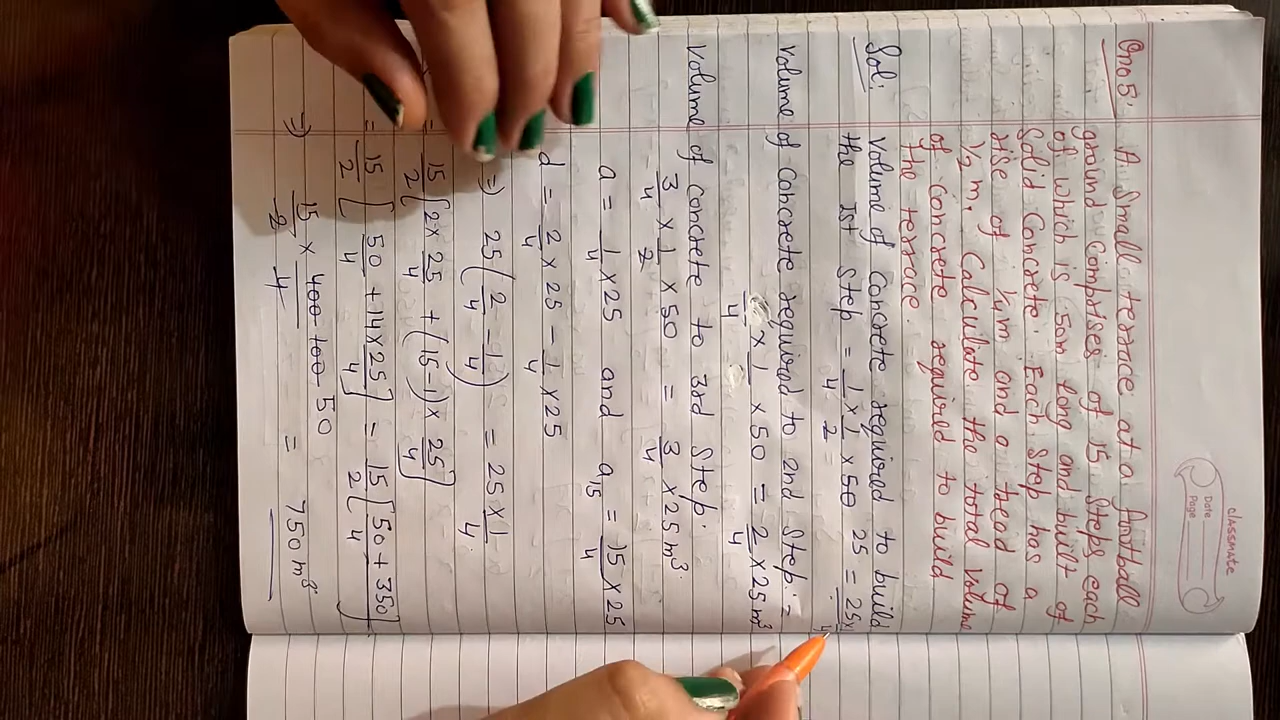 classmate
Date
Page
Qno 5. A Small terrace at a football
ground comprises of 15 steps each
of which is 50m long and built of
Solid Concrete. Each Step has a
rise of 1/4 m and a tread of
1/2 m. Calculate the total volume
of concrete required to build
the terrace.
Sol: Volume of concrete required to build
the Ist step = 1/4 × 1/2 × 50 25 = 25×1/4
Volume of concrete required to 2nd step: =
/4 × 1/ × 50 = 2/4 × 25 m³
Volume of concrete to 3rd step.
3/4 × 1/2 × 50 = 3/4 × 25 m³.
a = 1/4 × 25 and a₁₅ = 15/4 × 25
d = 2/4 × 25 - 1/4 × 25
⇒ 25(2/4 - 1/4) = 25 × 1/4.
= 15/2 [2 × 25/4 + (15-1) × 25/4]
= 15/2 [50/4 + 14×25/4] = 15/2 [50 + 350/4]
⇒ 15/2 × 400 100 50/4 = 750 m³